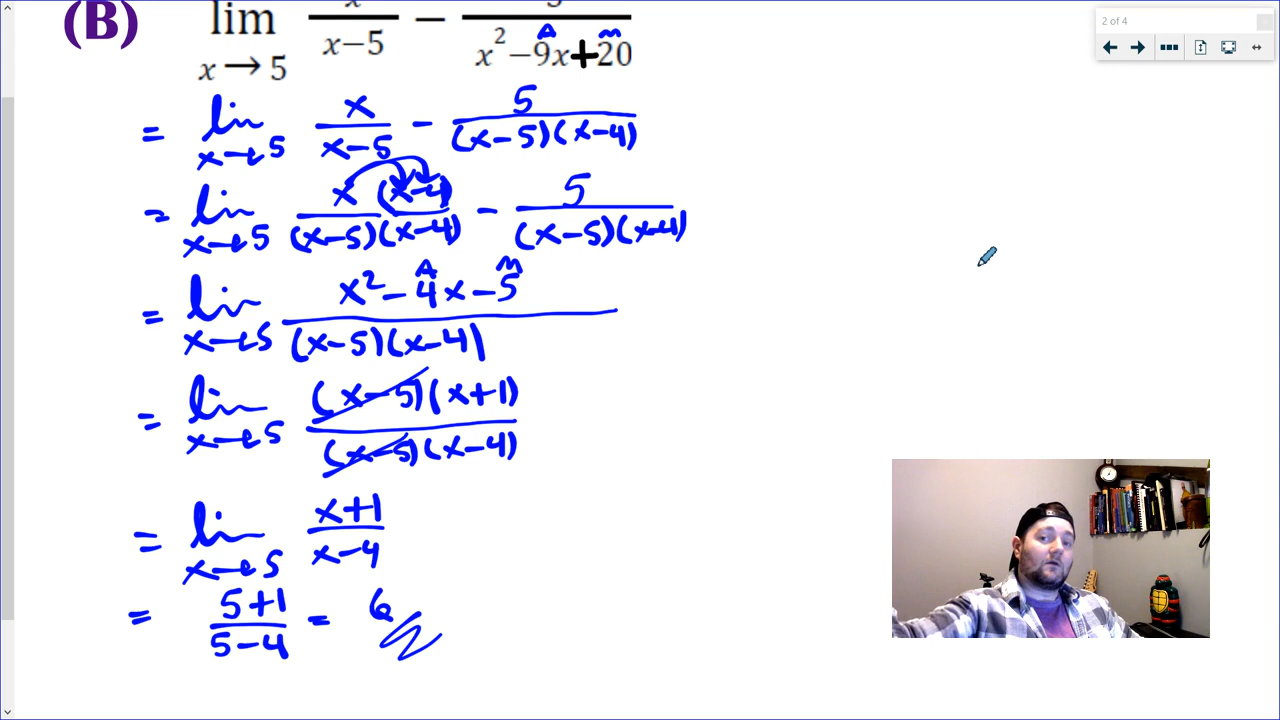 2 of 4
(B) lim x→5 x/(x−5) − 5/(x² − 9x + 20)
A M
= lim x→5 x/(x−5) − 5/((x−5)(x−4))
= lim x→5 x(x−4)/((x−5)(x−4)) − 5/((x−5)(x−4))
A M
= lim x→5 (x² − 4x − 5)/((x−5)(x−4))
= lim x→5 (x−5)(x+1)/((x−5)(x−4))
= lim x→5 (x+1)/(x−4)
= (5+1)/(5−4) = 6